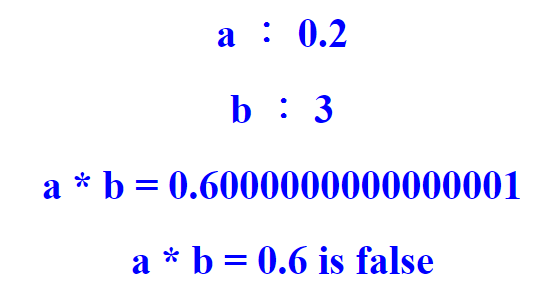 a : 0.2
b : 3
a * b = 0.6000000000000001
a * b = 0.6 is false